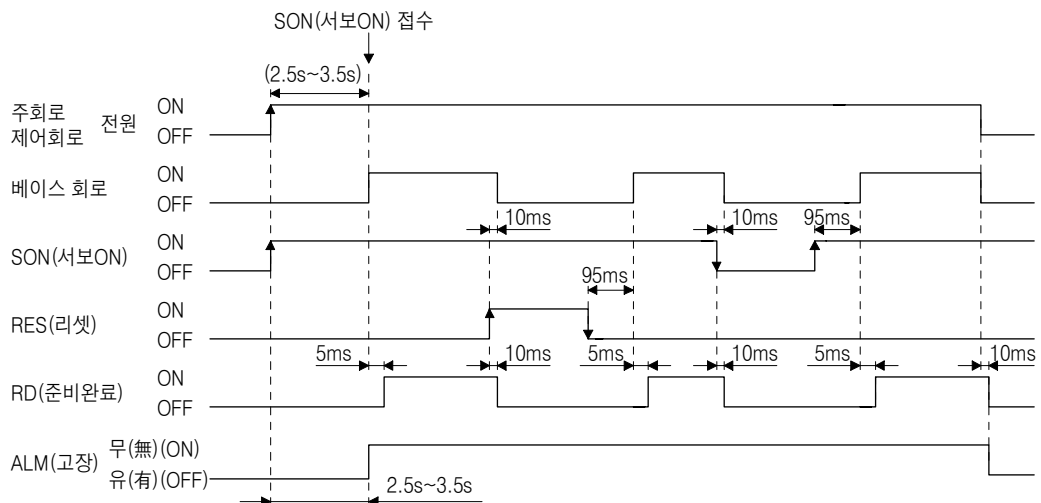 SON(서보ON) 접수
(2.5s~3.5s)
주회로
제어회로
전원
ON
OFF
베이스 회로
ON
OFF
10ms
10ms
95ms
SON(서보ON)
ON
OFF
95ms
RES(리셋)
ON
OFF
5ms
10ms
5ms
10ms
5ms
10ms
RD(준비완료)
ON
OFF
ALM(고장)
무(無)(ON)
유(有)(OFF)
2.5s~3.5s